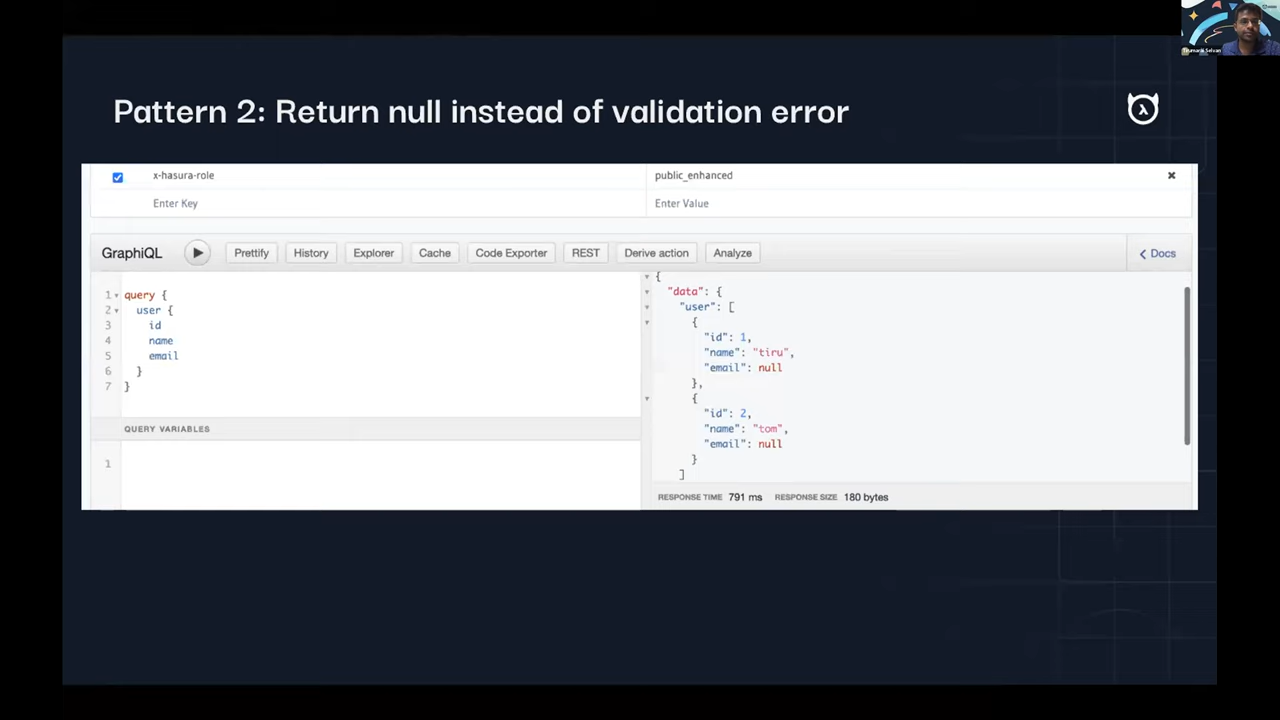 Tirumarai Selvan
Pattern 2: Return null instead of validation error
x-hasura-role public_enhanced
Enter Key Enter Value
GraphiQL Prettify History Explorer Cache Code Exporter REST Derive action Analyze Docs
1 query {
2 user {
3 id
4 name
5 email
6 }
7 }
QUERY VARIABLES
1
{
"data": {
"user": [
{
"id": 1,
"name": "tiru",
"email": null
},
{
"id": 2,
"name": "tom",
"email": null
}
]
RESPONSE TIME 791 ms RESPONSE SIZE 180 bytes